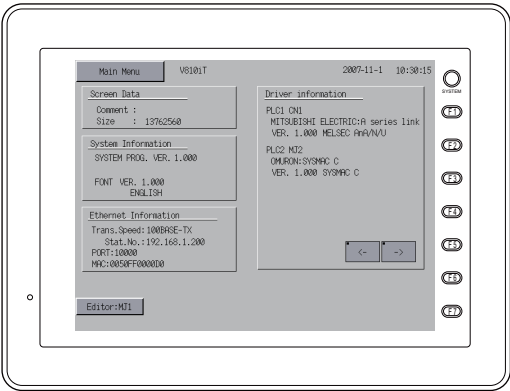 Main Menu
V810iT
2007-11-1 10:30:15
SYSTEM
Screen Data
Comment :
Size : 13762560
System Information
SYSTEM PROG. VER. 1.000
FONT VER. 1.000
ENGLISH
Ethernet Information
Trans.Speed:100BASE-TX
Stat.No.:192.168.1.200
PORT:10000
MAC:0050FF0000D0
Driver information
PLC1 CN1
MITSUBISHI ELECTRIC:A series link
VER. 1.000 MELSEC AnA/N/U
PLC2 MJ2
OMURON:SYSMAC C
VER. 1.000 SYSMAC C
<- ->
Editor:MJ1
F1
F2
F3
F4
F5
F6
F7